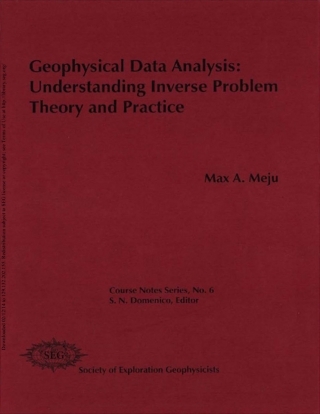 Geophysical Data Analysis:
Understanding Inverse Problem
Theory and Practice
Max A. Meju
Course Notes Series, No. 6
S. N. Domenico, Editor
SEG
Society of Exploration Geophysicists